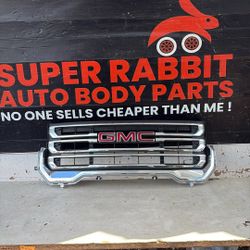 SUPER RABBIT
AUTO BODY PARTS
NO ONE SELLS CHEAPER THAN ME !
GMC